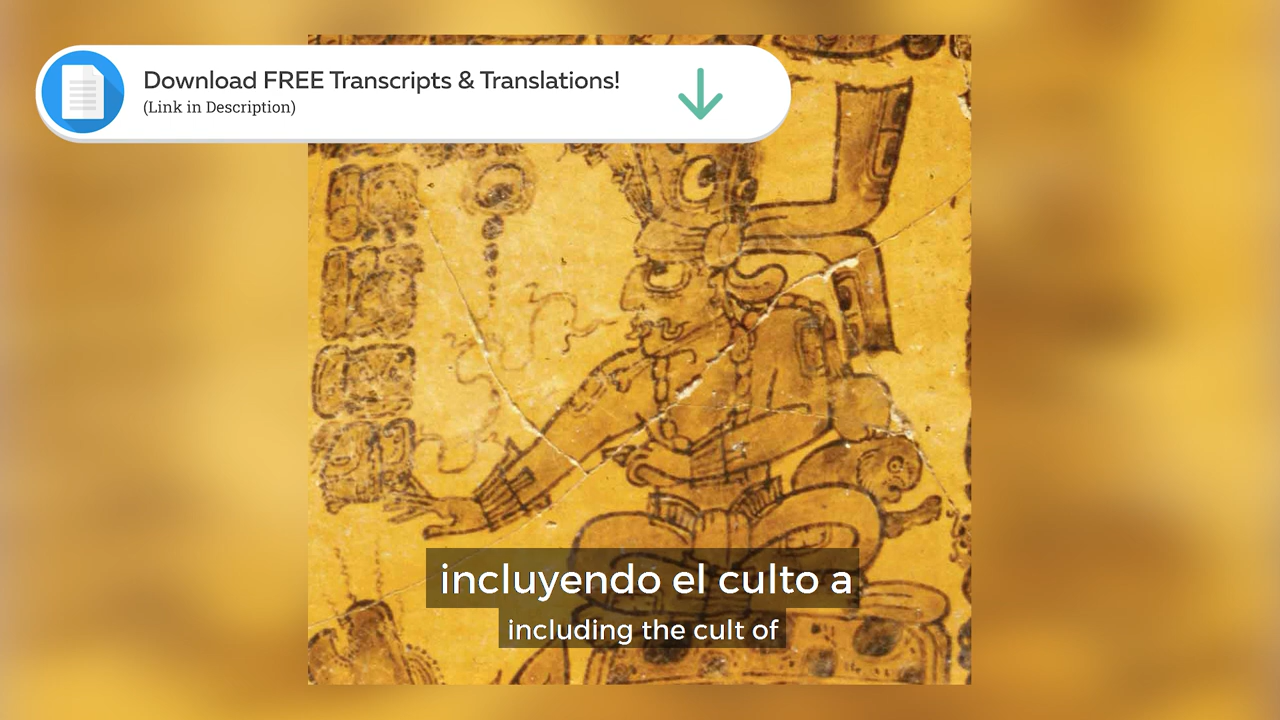 Download FREE Transcripts & Translations!
(Link in Description)
incluyendo el culto a
including the cult of